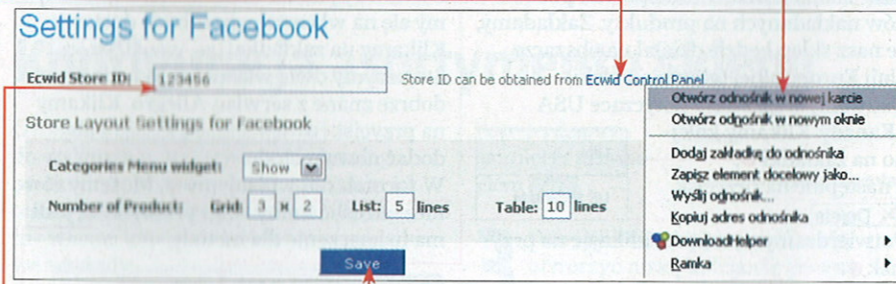 Settings for Facebook
Ecwid Store ID: 123456 Store ID can be obtained from Ecwid Control Panel
Store Layout Settings for Facebook
Categories Menu widget: Show
Number of Product: Grid: 3 x 2 List: 5 lines Table: 10 lines
Save
Otwórz odnośnik w nowej karcie
Otwórz odnośnik w nowym oknie
Dodaj zakładkę do odnośnika
Zapisz element docelowy jako...
Wyślij odnośnik...
Kopiuj adres odnośnika
DownloadHelper
Ramka